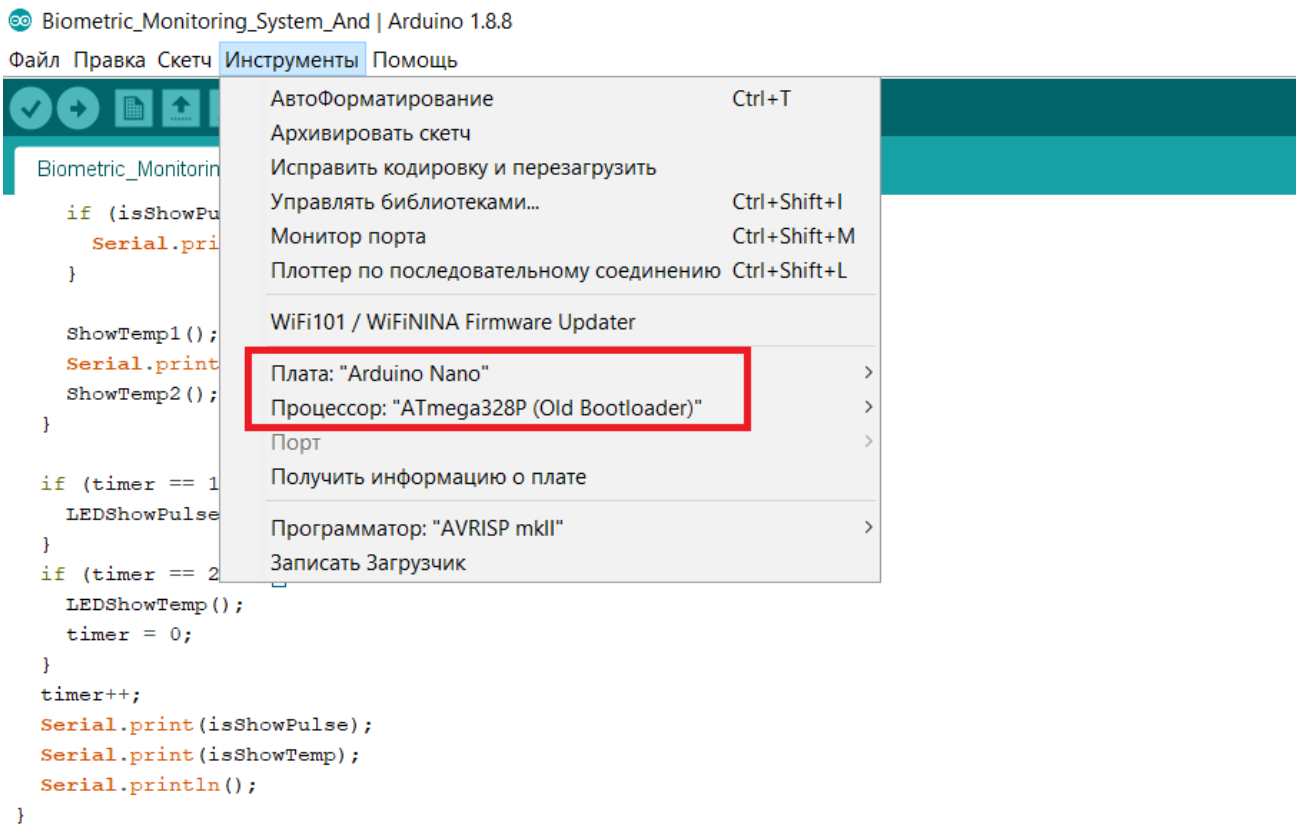 Biometric_Monitoring_System_And | Arduino 1.8.8
Файл Правка Скетч Инструменты Помощь
АвтоФорматирование Ctrl+T
Архивировать скетч
Исправить кодировку и перезагрузить
Управлять библиотеками... Ctrl+Shift+I
Монитор порта Ctrl+Shift+M
Плоттер по последовательному соединению Ctrl+Shift+L
WiFi101 / WiFiNINA Firmware Updater
Плата: "Arduino Nano"
Процессор: "ATmega328P (Old Bootloader)"
Порт
Получить информацию о плате
Программатор: "AVRISP mkII"
Записать Загрузчик
Biometric_Monitorin
if (isShowPu
Serial.pri
}
ShowTemp1();
Serial.print
ShowTemp2();
}
if (timer == 1
LEDShowPulse
}
if (timer == 2
LEDShowTemp();
timer = 0;
}
timer++;
Serial.print(isShowPulse);
Serial.print(isShowTemp);
Serial.println();
}